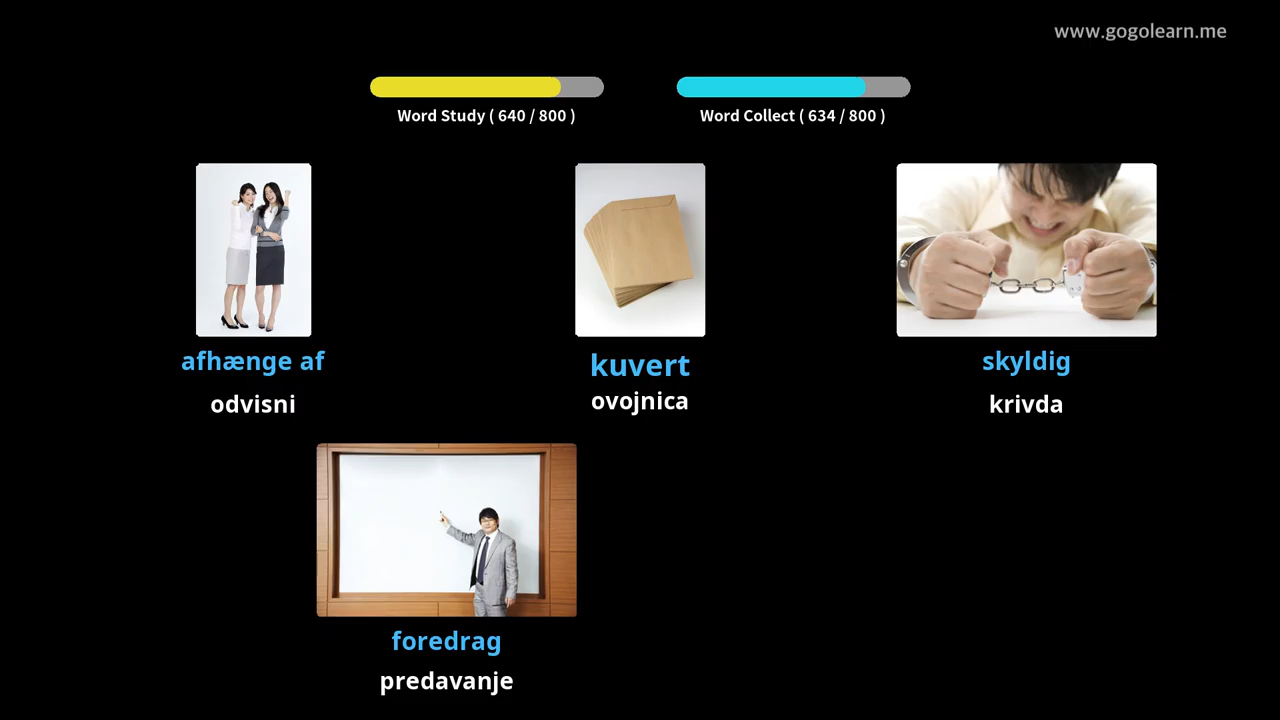 www.gogolearn.me
Word Study ( 640 / 800 )
Word Collect ( 634 / 800 )
afhænge af
odvisni
kuvert
ovojnica
skyldig
krivda
foredrag
predavanje